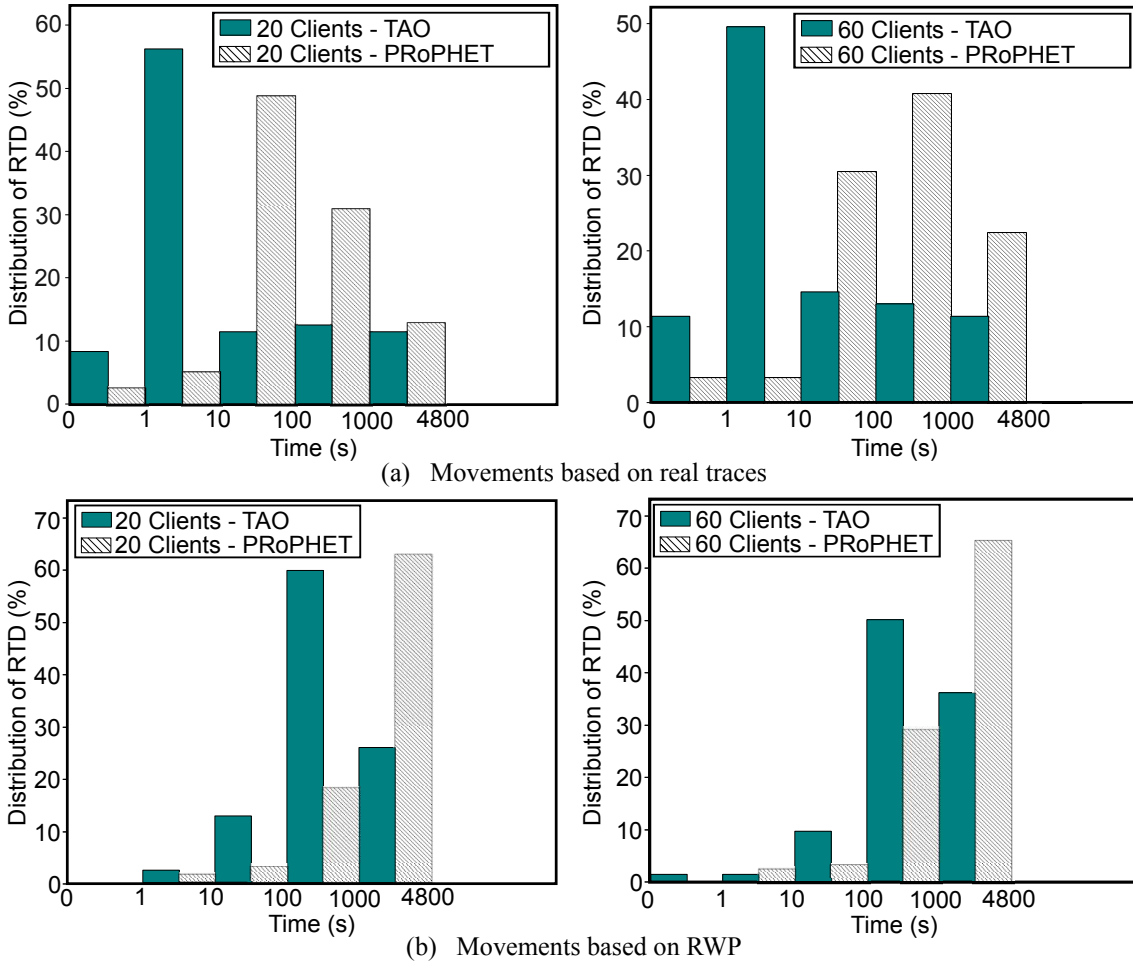 60
50
40
30
20
10
0
Distribution of RTD (%)
20 Clients - TAO
20 Clients - PRoPHET
0 1 10 100 1000 4800
Time (s)
50
40
30
20
10
0
Distribution of RTD (%)
60 Clients - TAO
60 Clients - PRoPHET
0 1 10 100 1000 4800
Time (s)
(a) Movements based on real traces
70
60
50
40
30
20
10
0
Distribution of RTD (%)
20 Clients - TAO
20 Clients - PRoPHET
0 1 10 100 1000 4800
Time (s)
70
60
50
40
30
20
10
0
Distribution of RTD (%)
60 Clients - TAO
60 Clients - PRoPHET
0 1 10 100 1000 4800
Time (s)
(b) Movements based on RWP